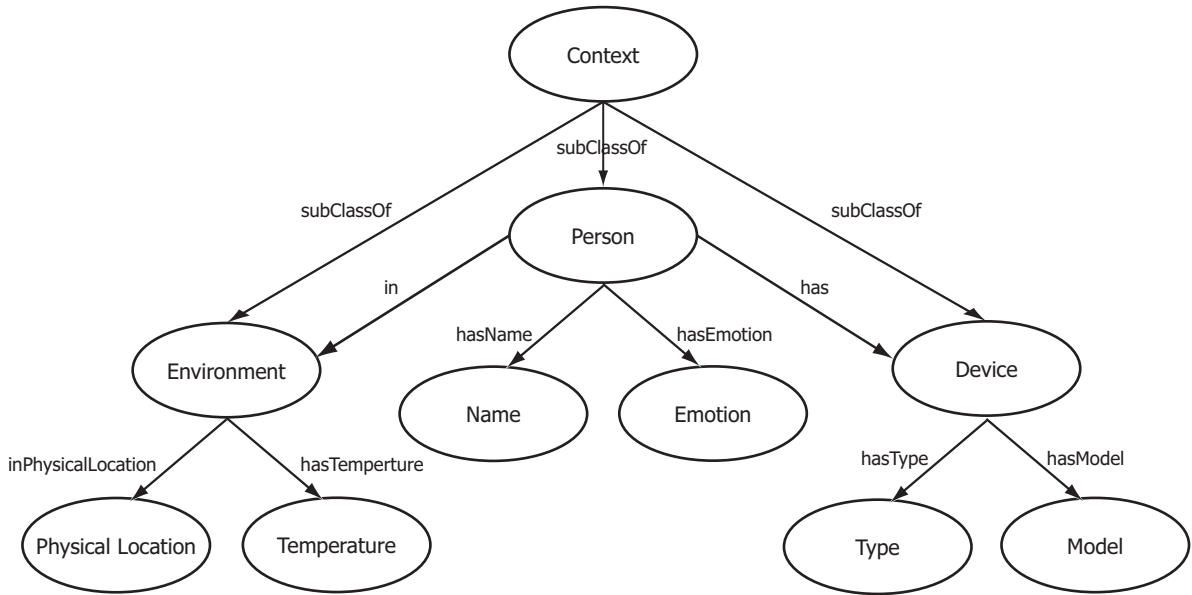 Context
subClassOf
subClassOf
subClassOf
Person
in
has
hasName
hasEmotion
Environment
Device
Name
Emotion
inPhysicalLocation
hasTemperture
hasType
hasModel
Physical Location
Temperature
Type
Model